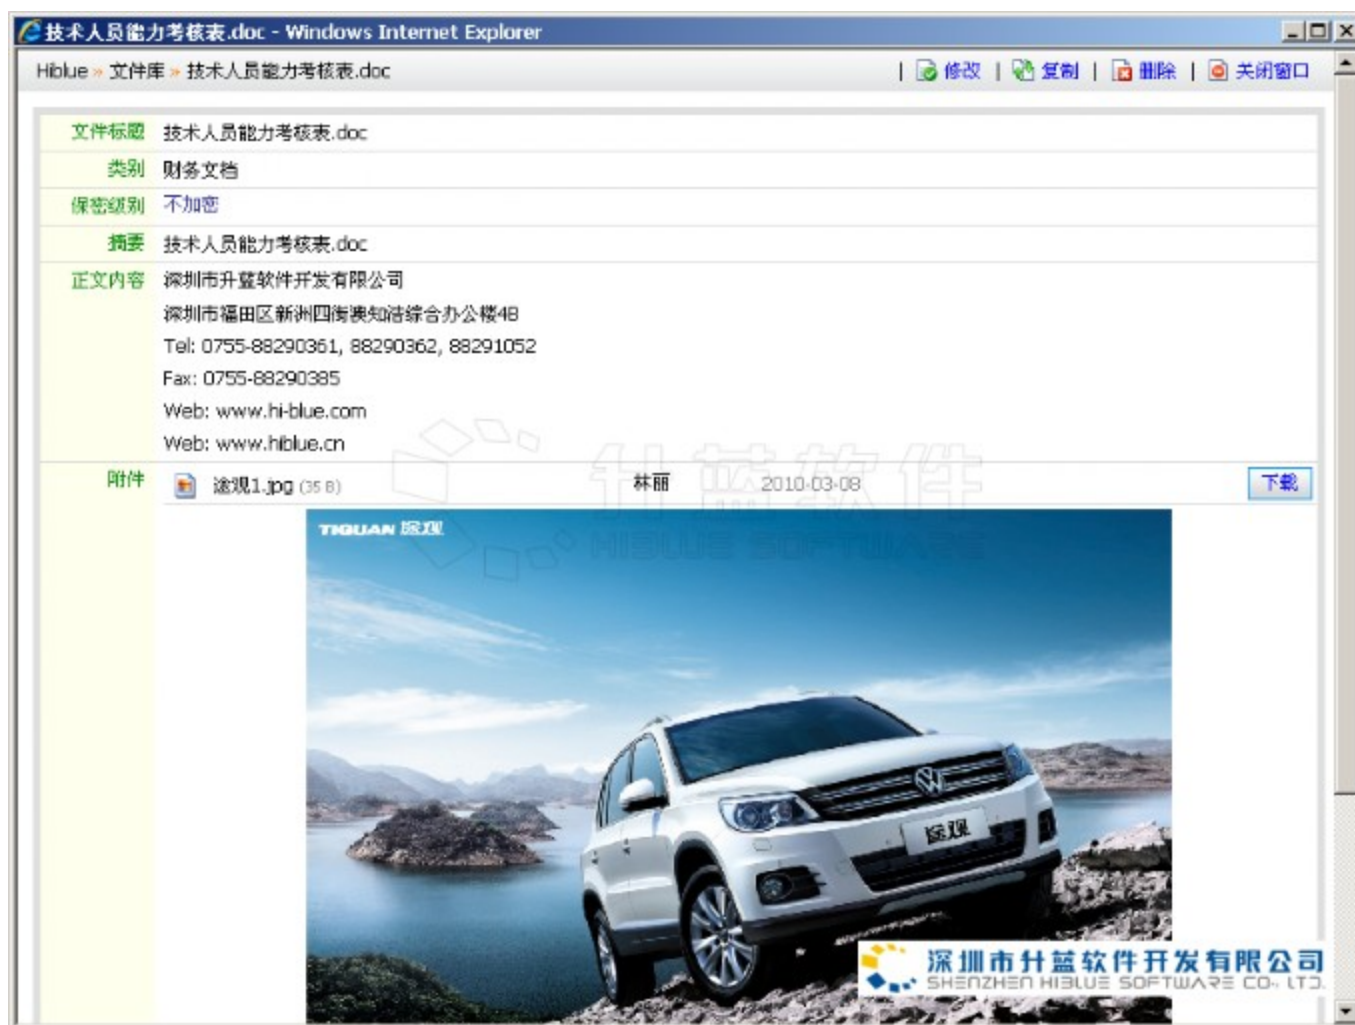 技术人员能力考核表.doc - Windows Internet Explorer
Hiblue » 文件库 » 技术人员能力考核表.doc | 修改 | 复制 | 删除 | 关闭窗口
文件标题 技术人员能力考核表.doc
类别 财务文档
保密级别 不加密
摘要 技术人员能力考核表.doc
正文内容 深圳市升蓝软件开发有限公司
深圳市福田区新洲四街澳知浩综合办公楼4B
Tel: 0755-88290361, 88290362, 88291052
Fax: 0755-88290385
Web: www.hi-blue.com
Web: www.hiblue.cn
附件 途观1.jpg (35 B) 林丽 2010-03-08 下载
升蓝软件
HIBLUE SOFTWARE
TIGUAN 途观
途观
深圳市升蓝软件开发有限公司
SHENZHEN HIBLUE SOFTWARE CO., LTD.